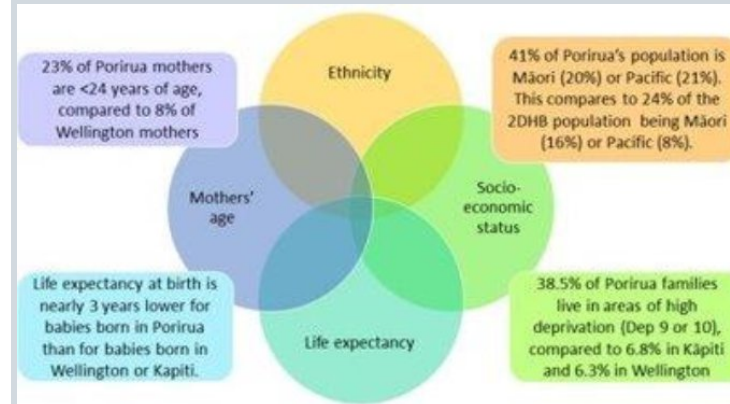 23% of Porirua mothers
are <24 years of age,
compared to 8% of
Wellington mothers
Ethnicity
41% of Porirua's population is
Māori (20%) or Pacific (21%).
This compares to 24% of the
2DHB population being Māori
(16%) or Pacific (8%).
Mothers'
age
Socio-
economic
status
Life expectancy at birth is
nearly 3 years lower for
babies born in Porirua
than for babies born in
Wellington or Kapiti.
Life expectancy
38.5% of Porirua families
live in areas of high
deprivation (Dep 9 or 10),
compared to 6.8% in Kāpiti
and 6.3% in Wellington